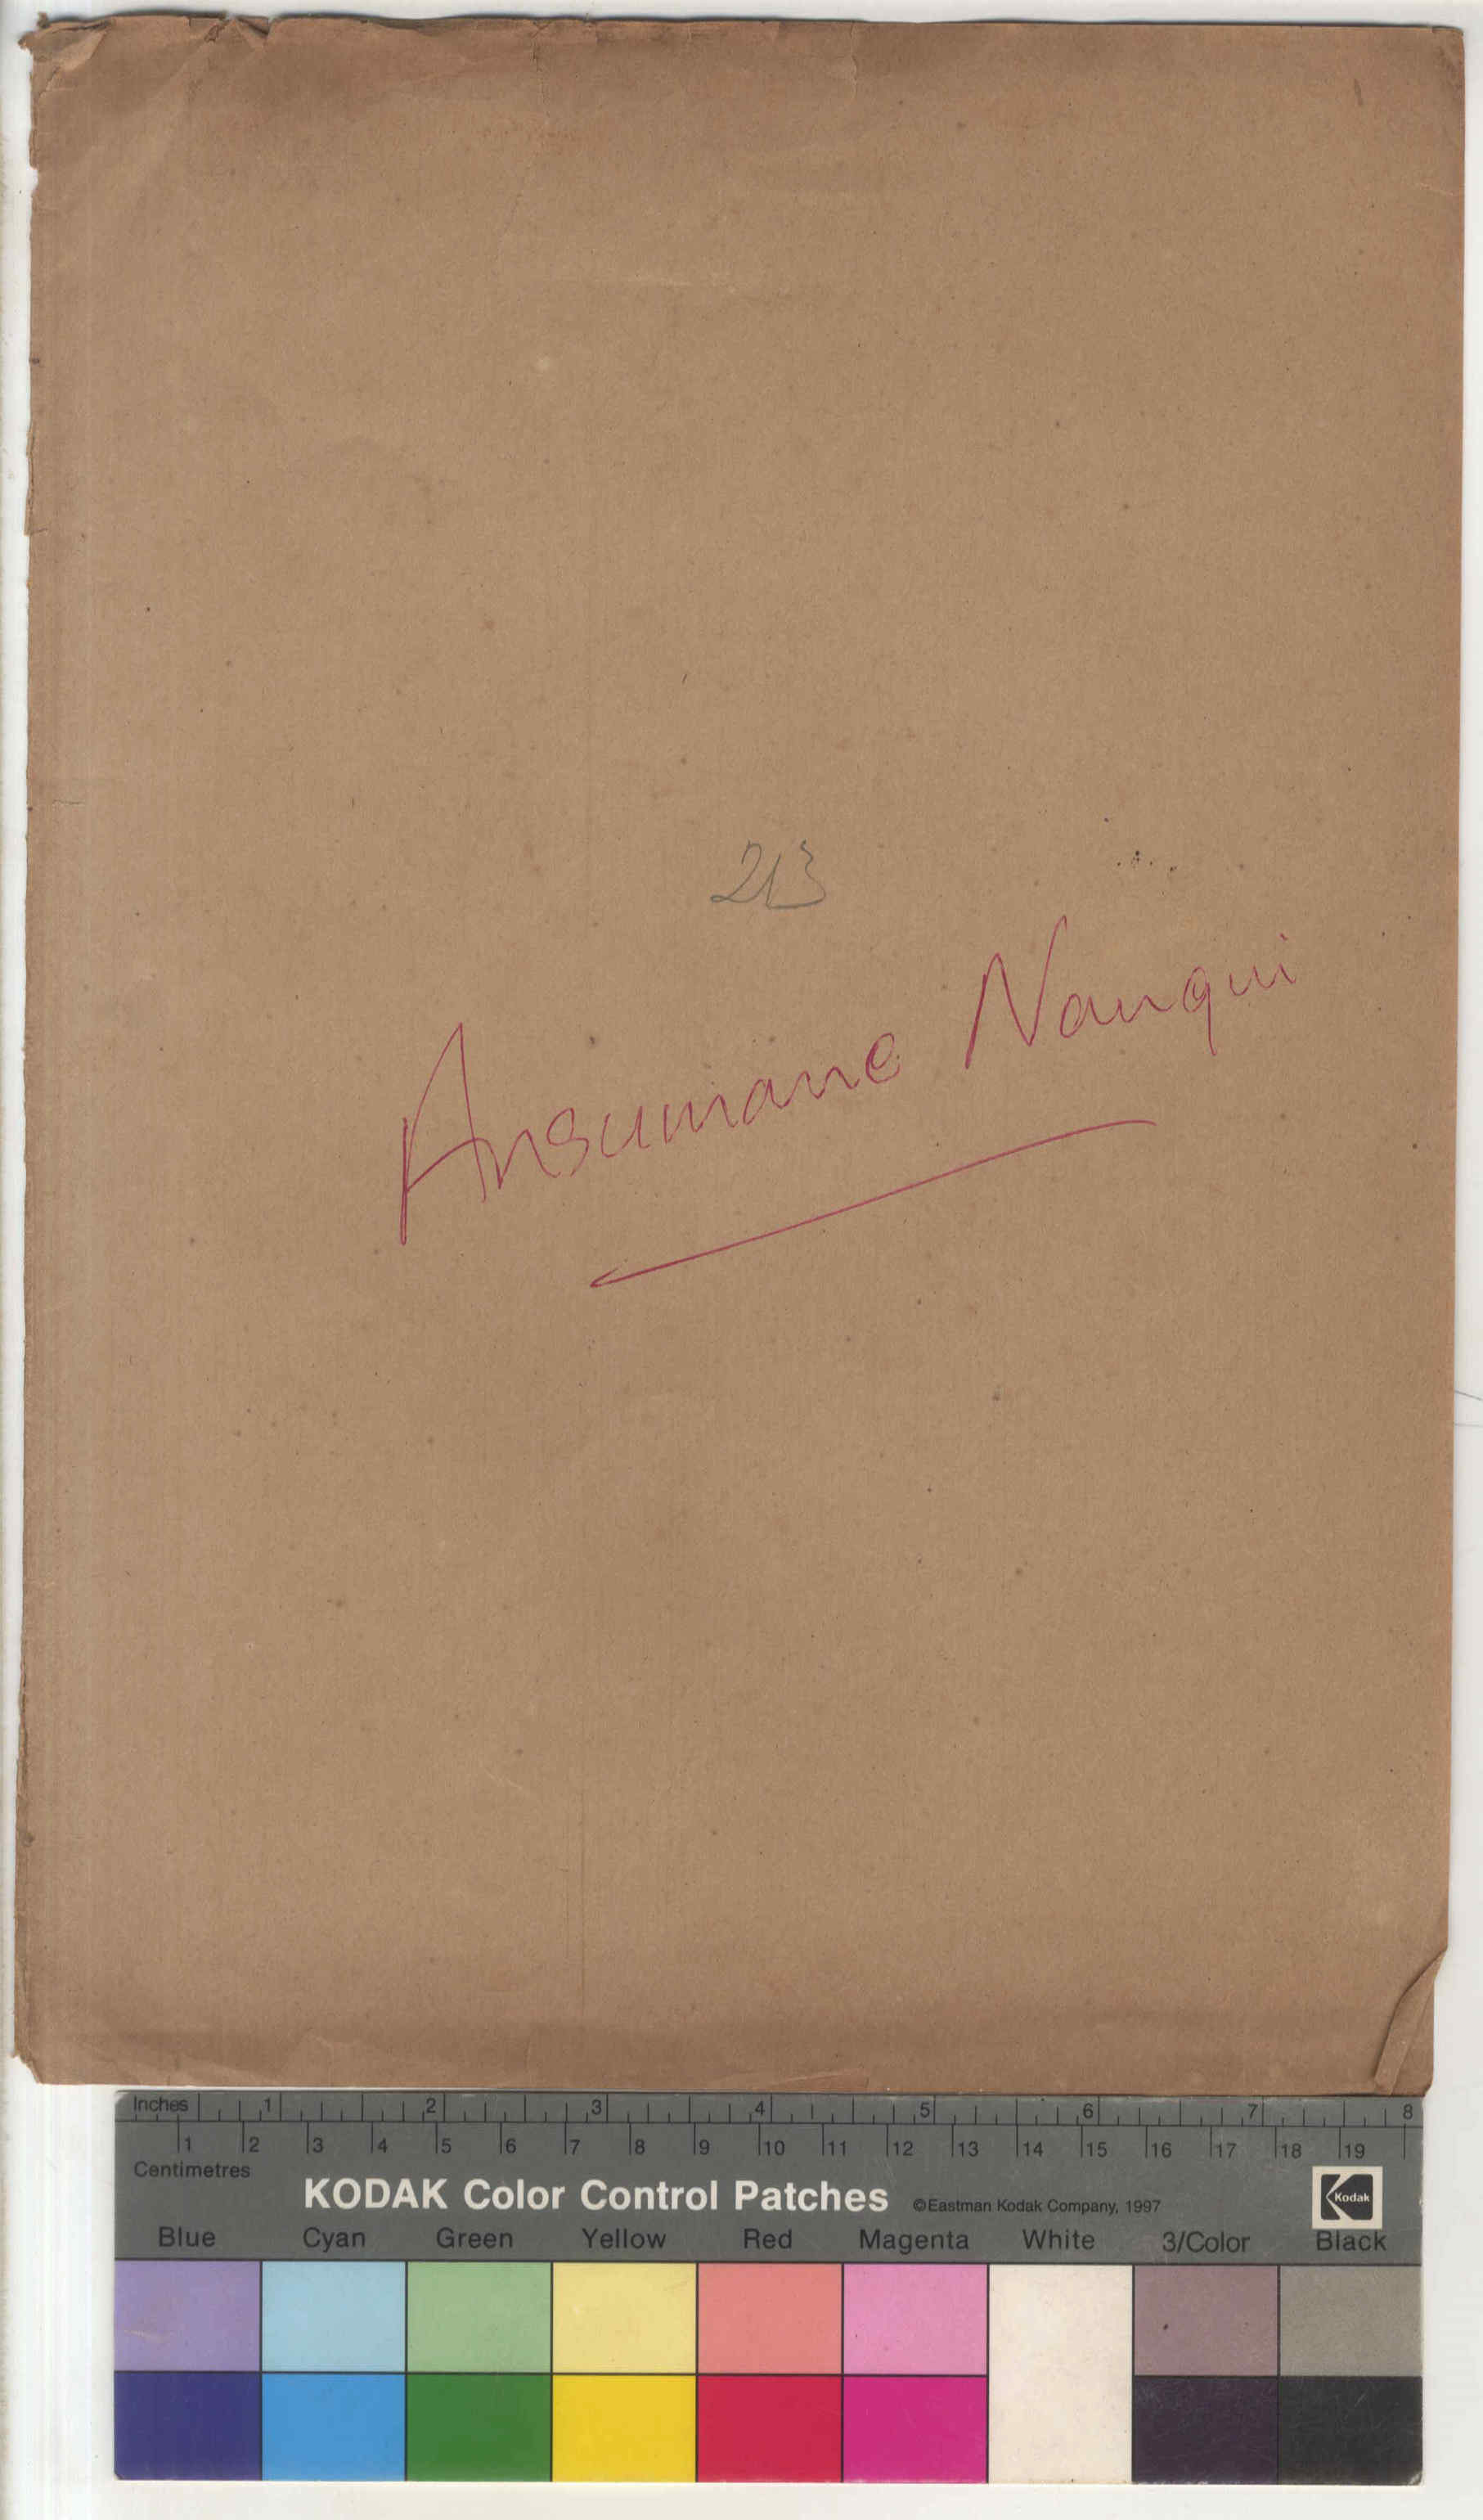 213
Ansumane Nanqui
Inches 1 2 3 4 5 6 7 8
1 2 3 4 5 6 7 8 9 10 11 12 13 14 15 16 17 18 19
Centimetres
KODAK Color Control Patches ©Eastman Kodak Company, 1997 Kodak
Blue Cyan Green Yellow Red Magenta White 3/Color Black